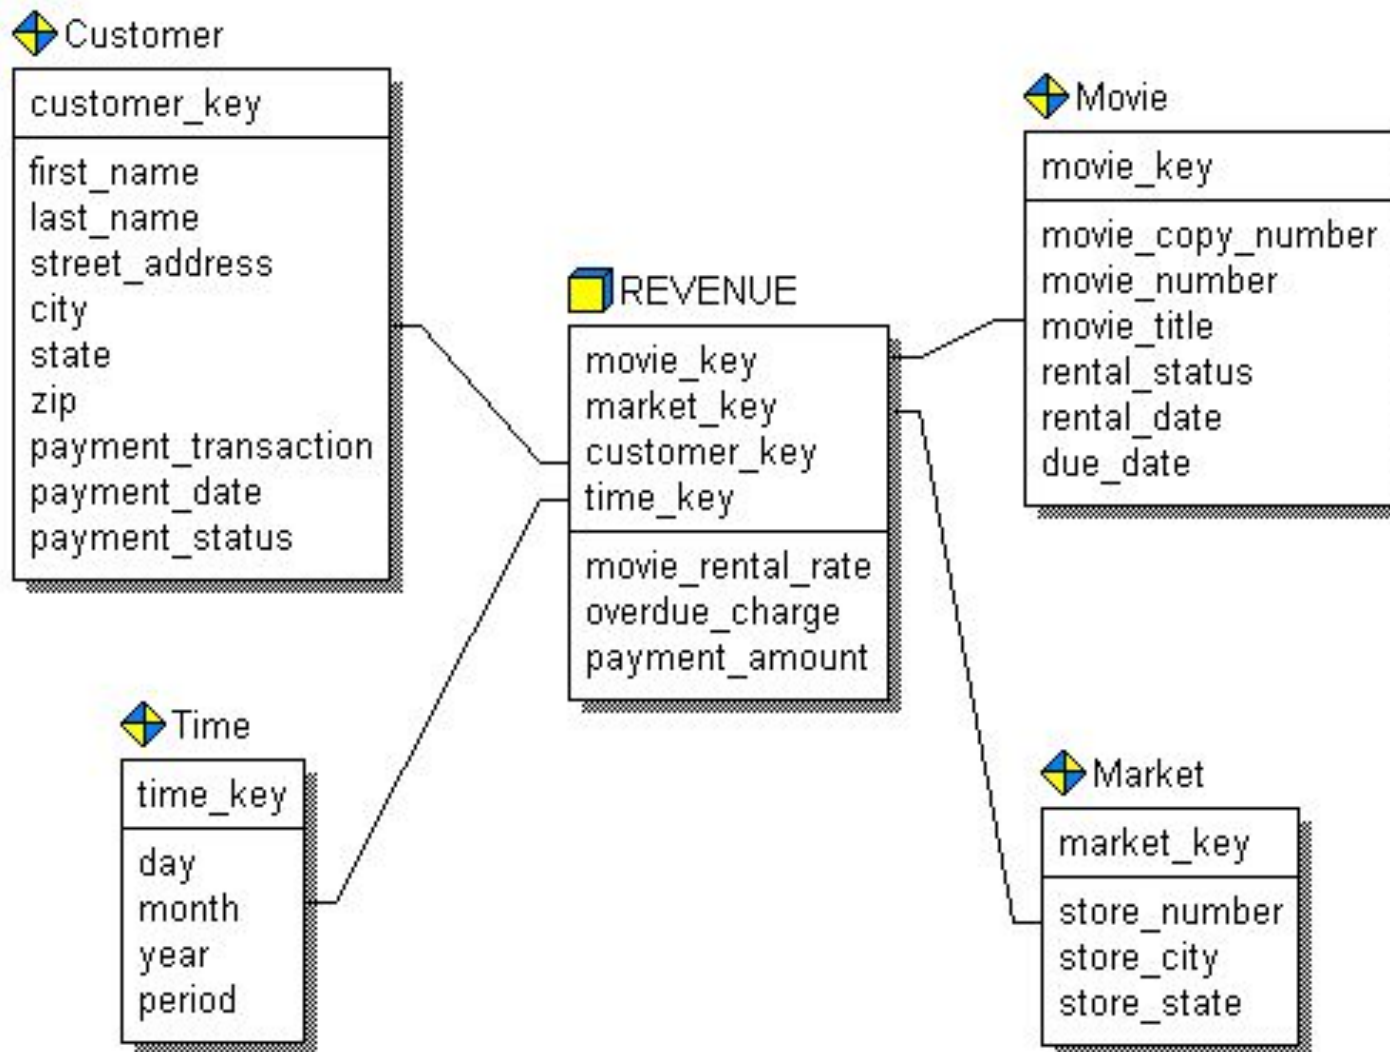 Customer
customer_key
first_name
last_name
street_address
city
state
zip
payment_transaction
payment_date
payment_status
Movie
movie_key
movie_copy_number
movie_number
movie_title
rental_status
rental_date
due_date
REVENUE
movie_key
market_key
customer_key
time_key
movie_rental_rate
overdue_charge
payment_amount
Time
time_key
day
month
year
period
Market
market_key
store_number
store_city
store_state